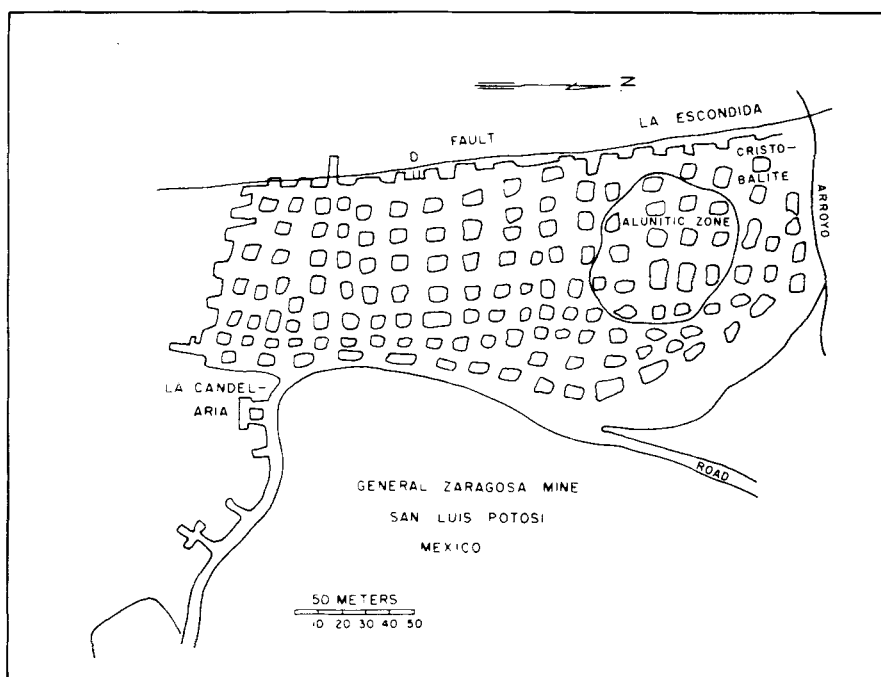 N
LA ESCONDIDA
FAULT
D
CRISTO-
BALITE
ARROYO
ALUNITIC ZONE
LA CANDEL-
ARIA
ROAD
GENERAL ZARAGOSA MINE
SAN LUIS POTOSI
MEXICO
50 METERS
10 20 30 40 50